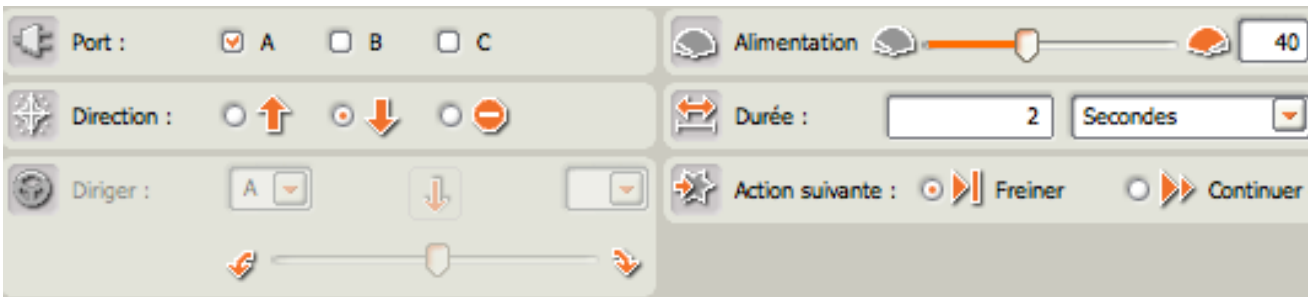 Port : A B C
Alimentation 40
Direction :
Durée : 2 Secondes
Diriger : A
Action suivante : Freiner Continuer